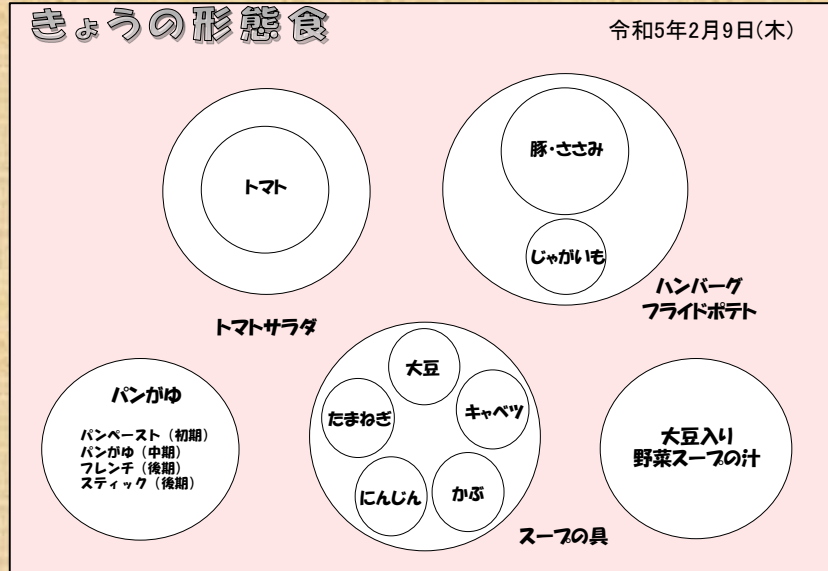 きょうの形態食
令和5年2月9日(木)
トマト
トマトサラダ
豚・ささみ
じゃがいも
ハンバーグ
フライドポテト
パンがゆ
パンペースト（初期）
パンがゆ（中期）
フレンチ（後期）
スティック（後期）
大豆
たまねぎ
キャベツ
にんじん
かぶ
スープの具
大豆入り
野菜スープの汁